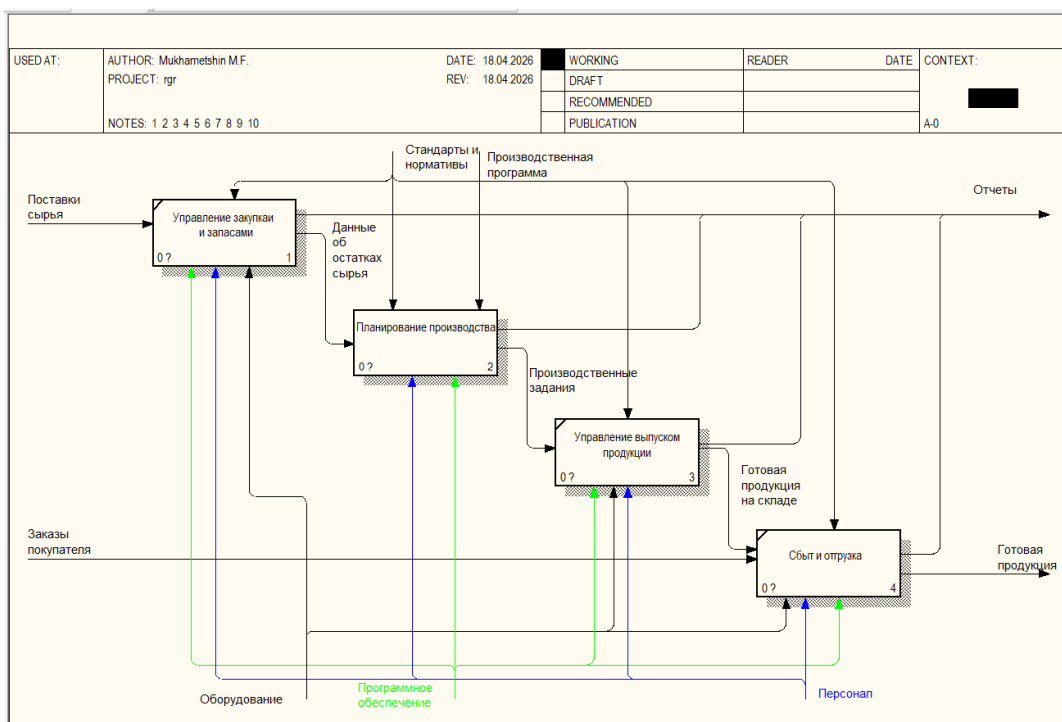 USED AT:
AUTHOR: Mukhametshin M.F.
DATE: 18.04.2026
WORKING
READER
DATE
CONTEXT:
PROJECT: rgr
REV: 18.04.2026
DRAFT
RECOMMENDED
NOTES: 1 2 3 4 5 6 7 8 9 10
PUBLICATION
A-0
Стандарты и
нормативы
Производственная
программа
Поставки
сырья
Отчеты
Управление закупкаи
и запасами
0 ?
1
Данные
об
остатках
сырья
Планирование производства
0 ?
2
Производственные
задания
Управление выпуском
продукции
0 ?
3
Готовая
продукция
на складе
Заказы
покупателя
Сбыт и отгрузка
0 ?
4
Готовая
продукция
Оборудование
Программное
обеспечение
Персонал